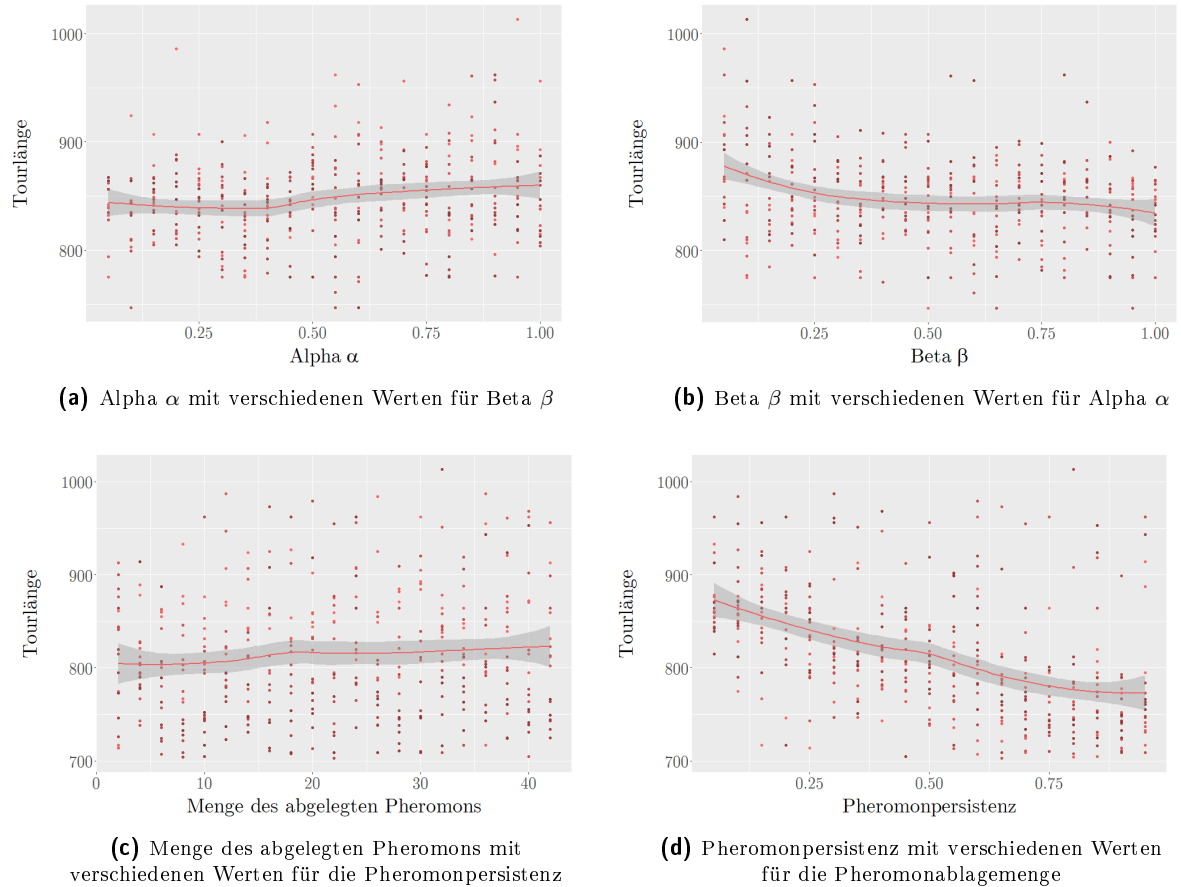 1000
900
800
Tourlänge
0.25 0.50 0.75 1.00
Alpha α
(a) Alpha α mit verschiedenen Werten für Beta β
1000
900
800
Tourlänge
0.25 0.50 0.75 1.00
Beta β
(b) Beta β mit verschiedenen Werten für Alpha α
1000
900
800
700
Tourlänge
0 10 20 30 40
Menge des abgelegten Pheromons
(c) Menge des abgelegten Pheromons mit
verschiedenen Werten für die Pheromonpersistenz
1000
900
800
700
Tourlänge
0.25 0.50 0.75
Pheromonpersistenz
(d) Pheromonpersistenz mit verschiedenen Werten
für die Pheromonablagemenge